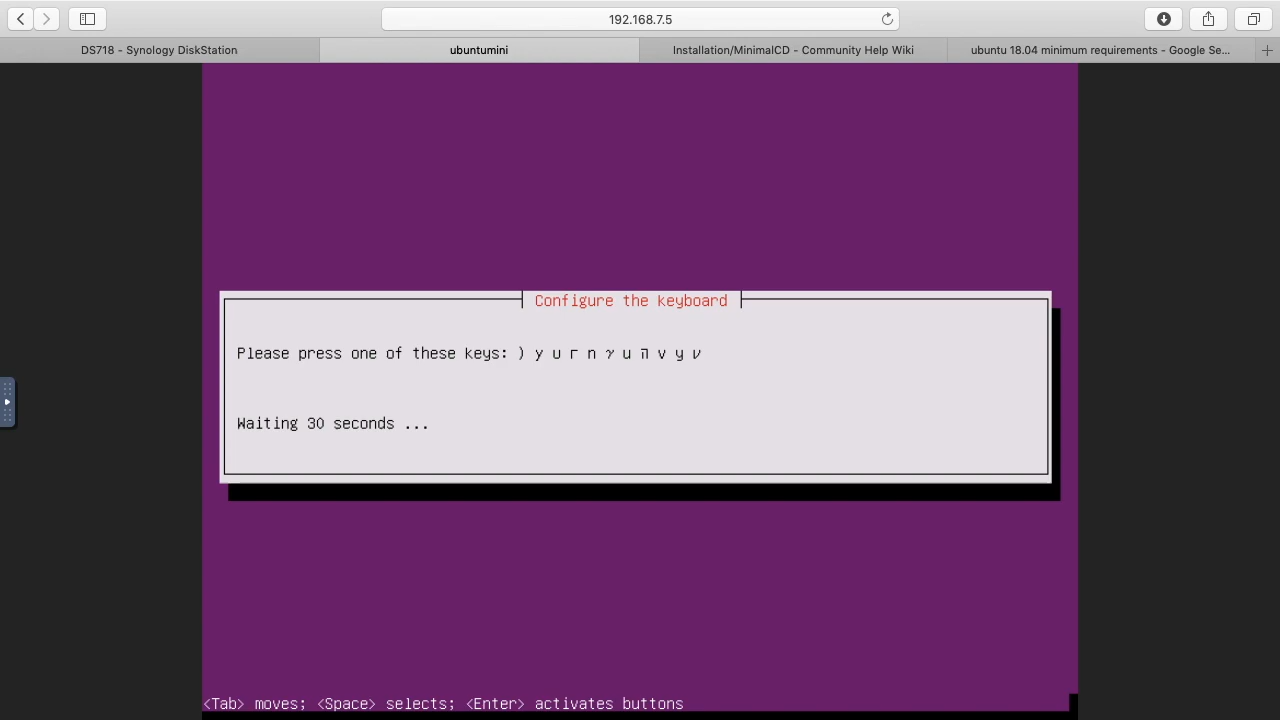 192.168.7.5
DS718 - Synology DiskStation
ubuntumini
Installation/MinimalCD - Community Help Wiki
ubuntu 18.04 minimum requirements - Google Se...
Configure the keyboard
Please press one of these keys: ) y u г n γ u ח v y ν
Waiting 30 seconds ...
<Tab> moves; <Space> selects; <Enter> activates buttons